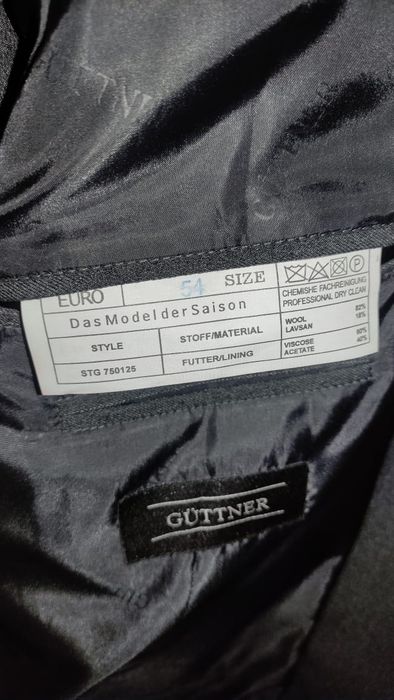 EURO 54 SIZE
Das Model der Saison
STYLE
STG 750125
STOFF/MATERIAL
FUTTER/LINING
P
CHEMISHE FACHREINIGUNG
PROFESSIONAL DRY CLEAN
WOOL 82%
LAVSAN 18%
VISCOSE 60%
ACETATE 40%
GÜTTNER